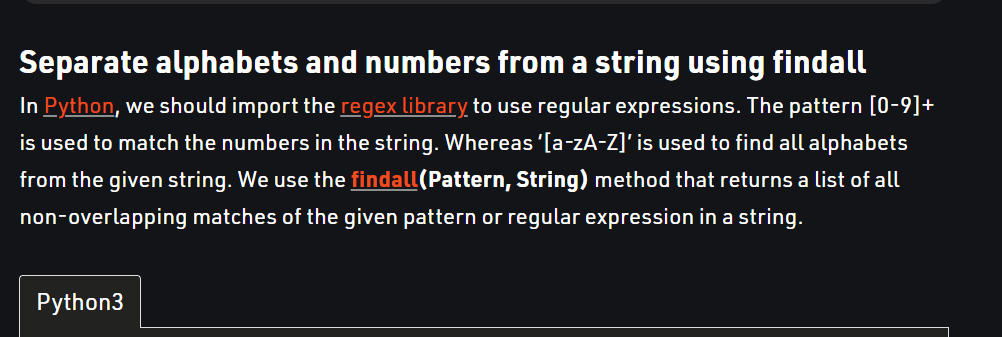 Separate alphabets and numbers from a string using findall
In Python, we should import the regex library to use regular expressions. The pattern [0-9]+
is used to match the numbers in the string. Whereas ‘[a-zA-Z]’ is used to find all alphabets
from the given string. We use the findall(Pattern, String) method that returns a list of all
non-overlapping matches of the given pattern or regular expression in a string.
Python3